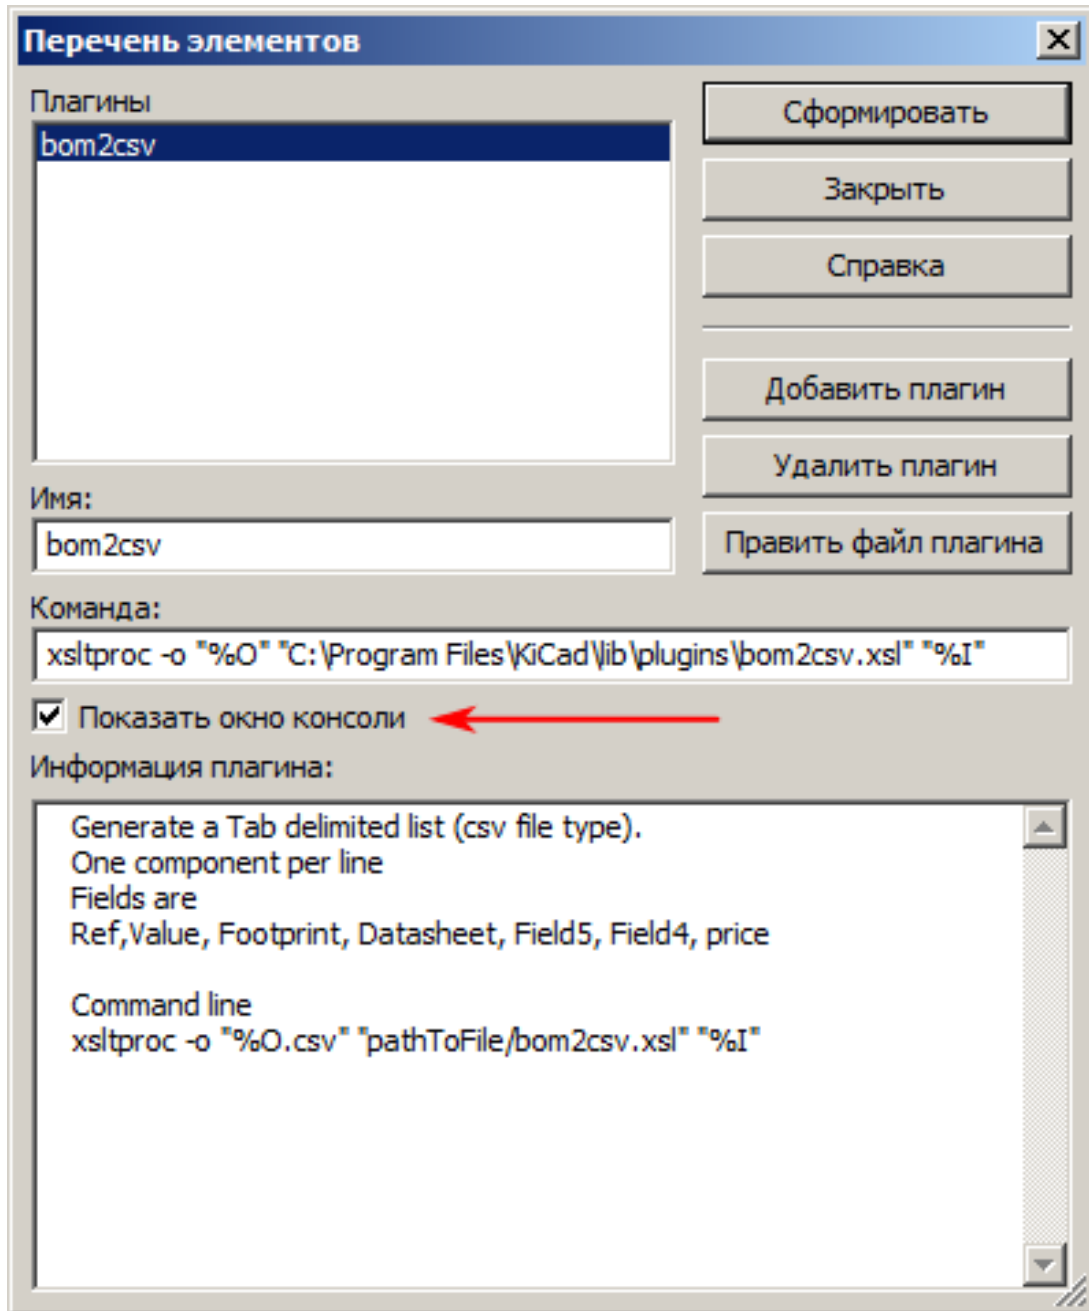 Перечень элементов
Плагины
bom2csv
Сформировать
Закрыть
Справка
Добавить плагин
Удалить плагин
Править файл плагина
Имя:
bom2csv
Команда:
xsltproc -o "%O" "C:\Program Files\KiCad\lib\plugins\bom2csv.xsl" "%I"
Показать окно консоли
Информация плагина:
Generate a Tab delimited list (csv file type).
One component per line
Fields are
Ref,Value, Footprint, Datasheet, Field5, Field4, price
Command line
xsltproc -o "%O.csv" "pathToFile/bom2csv.xsl" "%I"